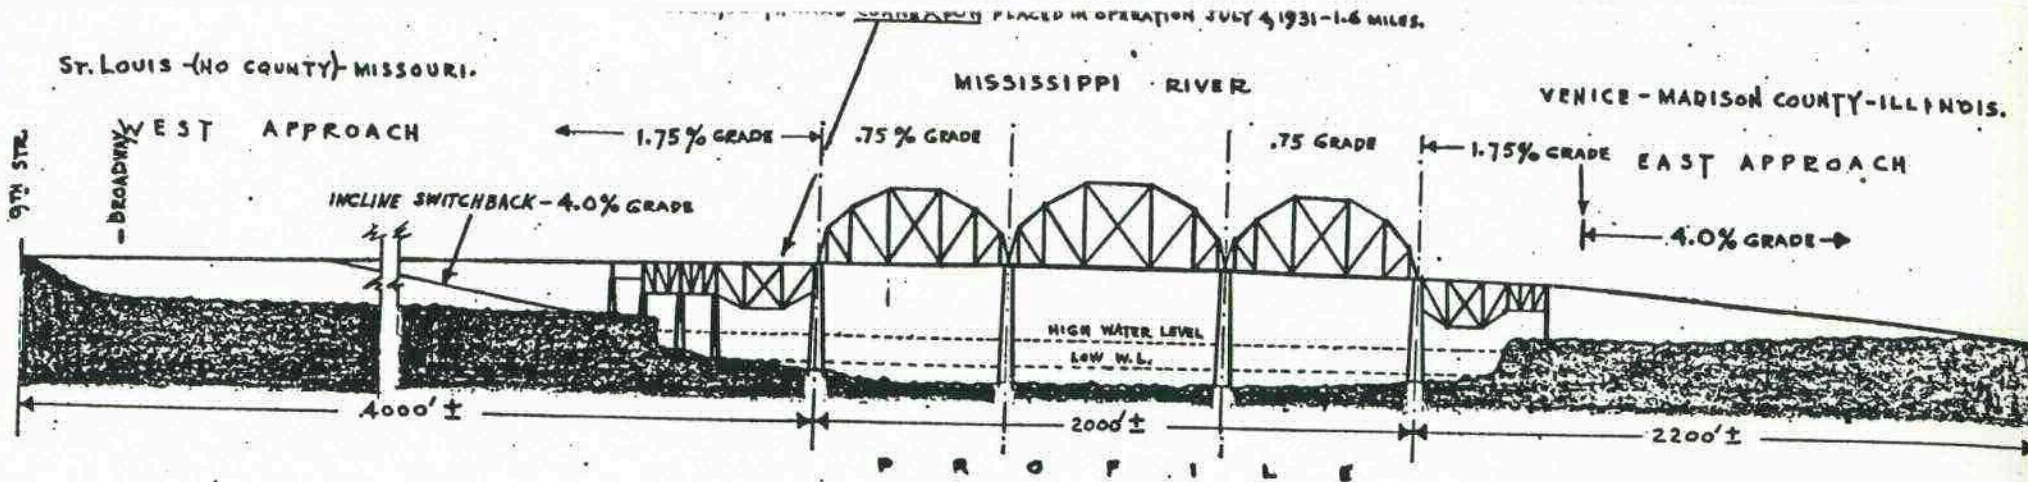 PLACED IN OPERATION JULY 4, 1931-1.6 MILES.
ST. LOUIS-(NO COUNTY)-MISSOURI.
MISSISSIPPI RIVER
VENICE-MADISON COUNTY-ILLINOIS.
9TH STR
BROADWAY
WEST APPROACH
1.75% GRADE
.75% GRADE
.75 GRADE
1.75% GRADE
EAST APPROACH
INCLINE SWITCHBACK-4.0% GRADE
4.0% GRADE
HIGH WATER LEVEL
LOW W.L.
4000' ±
2000' ±
2200' ±
PROFILE